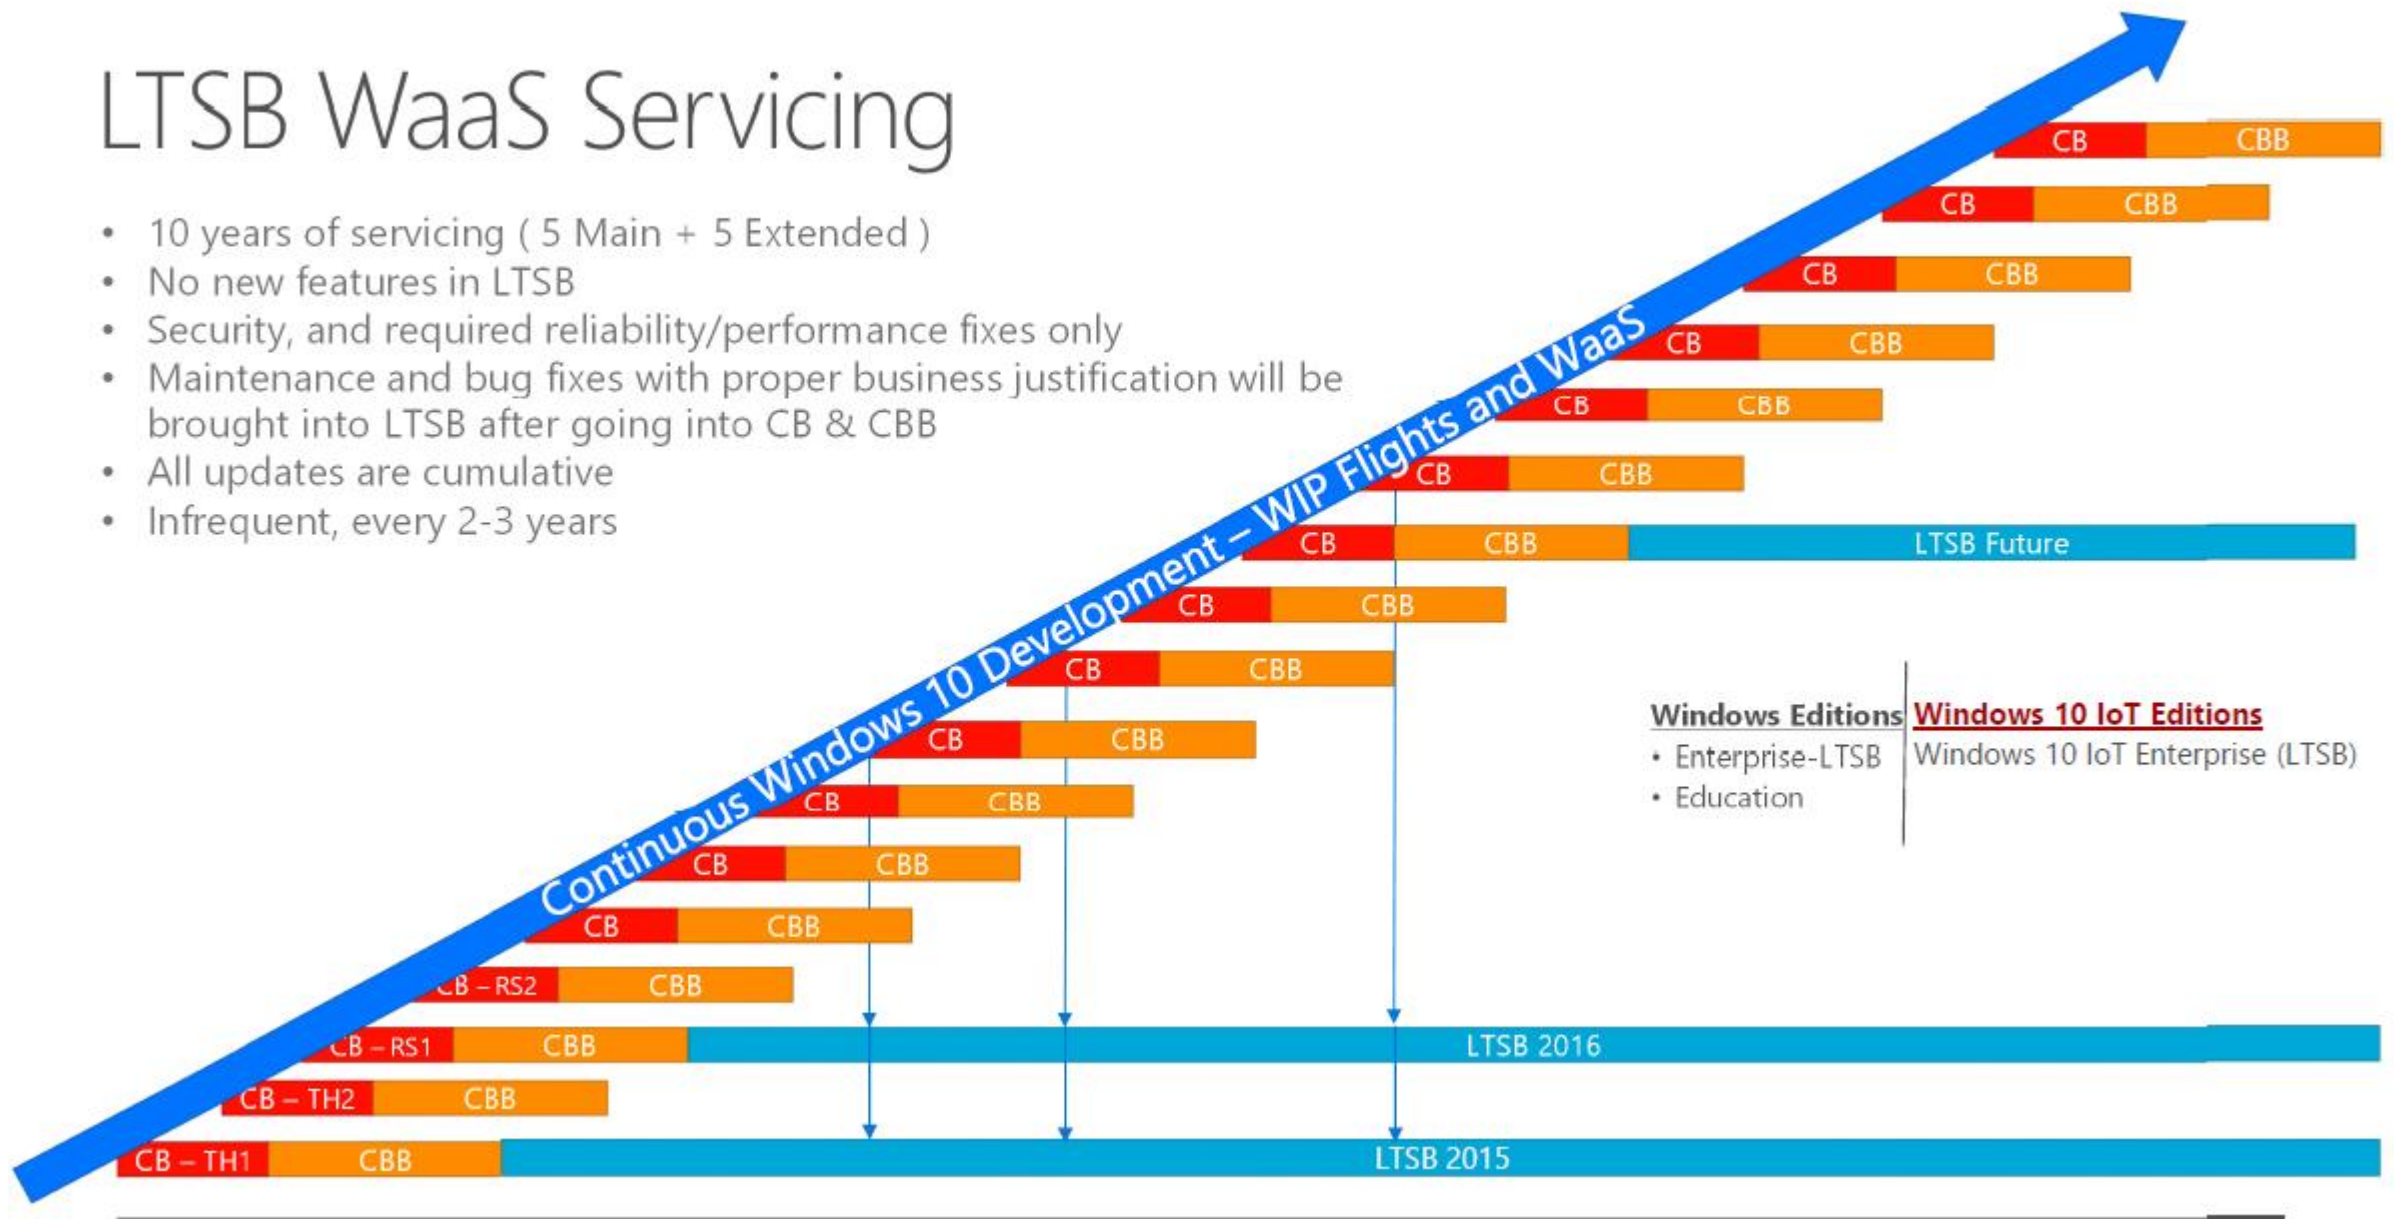 LTSB WaaS Servicing
• 10 years of servicing ( 5 Main + 5 Extended )
• No new features in LTSB
• Security, and required reliability/performance fixes only
• Maintenance and bug fixes with proper business justification will be
brought into LTSB after going into CB & CBB
• All updates are cumulative
• Infrequent, every 2-3 years
Continuous Windows 10 Development – WIP Flights and WaaS
CB CBB
CB CBB
CB CBB
CB CBB
CB CBB
CB CBB
CB CBB LTSB Future
CB CBB
CB CBB
CB CBB
CB CBB
CB CBB
CB CBB
CB – RS2 CBB
CB – RS1 CBB LTSB 2016
CB – TH2 CBB
CB – TH1 CBB LTSB 2015
Windows Editions
• Enterprise-LTSB
• Education
Windows 10 IoT Editions
Windows 10 IoT Enterprise (LTSB)